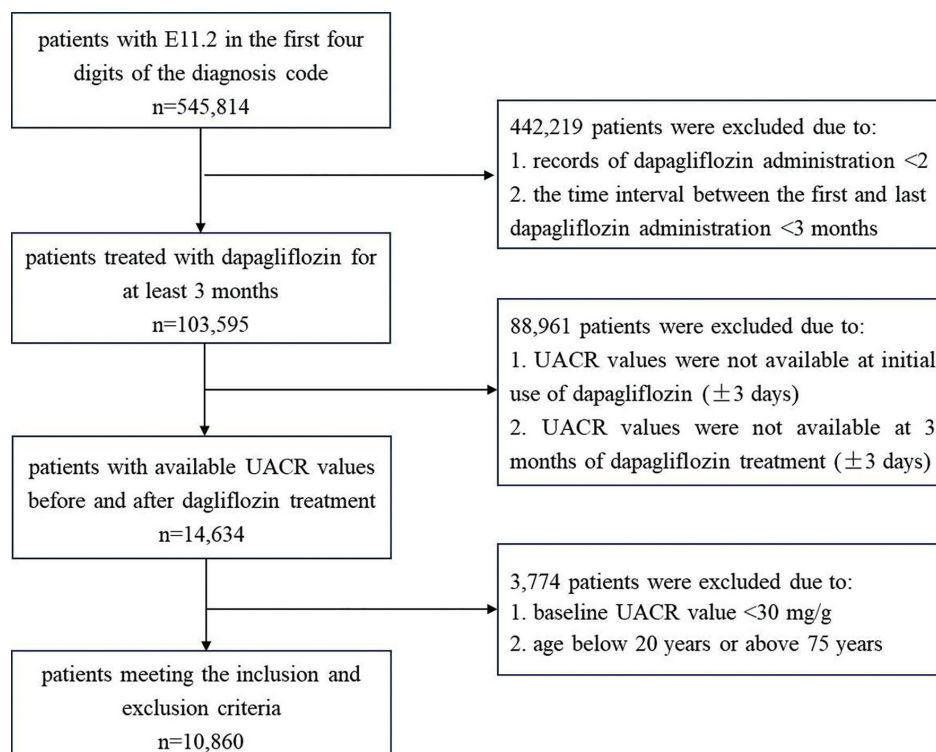 patients with E11.2 in the first four
digits of the diagnosis code
n=545,814
442,219 patients were excluded due to:
1. records of dapagliflozin administration <2
2. the time interval between the first and last
dapagliflozin administration <3 months
patients treated with dapagliflozin for
at least 3 months
n=103,595
88,961 patients were excluded due to:
1. UACR values were not available at initial
use of dapagliflozin (±3 days)
2. UACR values were not available at 3
months of dapagliflozin treatment (±3 days)
patients with available UACR values
before and after dagliflozin treatment
n=14,634
3,774 patients were excluded due to:
1. baseline UACR value <30 mg/g
2. age below 20 years or above 75 years
patients meeting the inclusion and
exclusion criteria
n=10,860